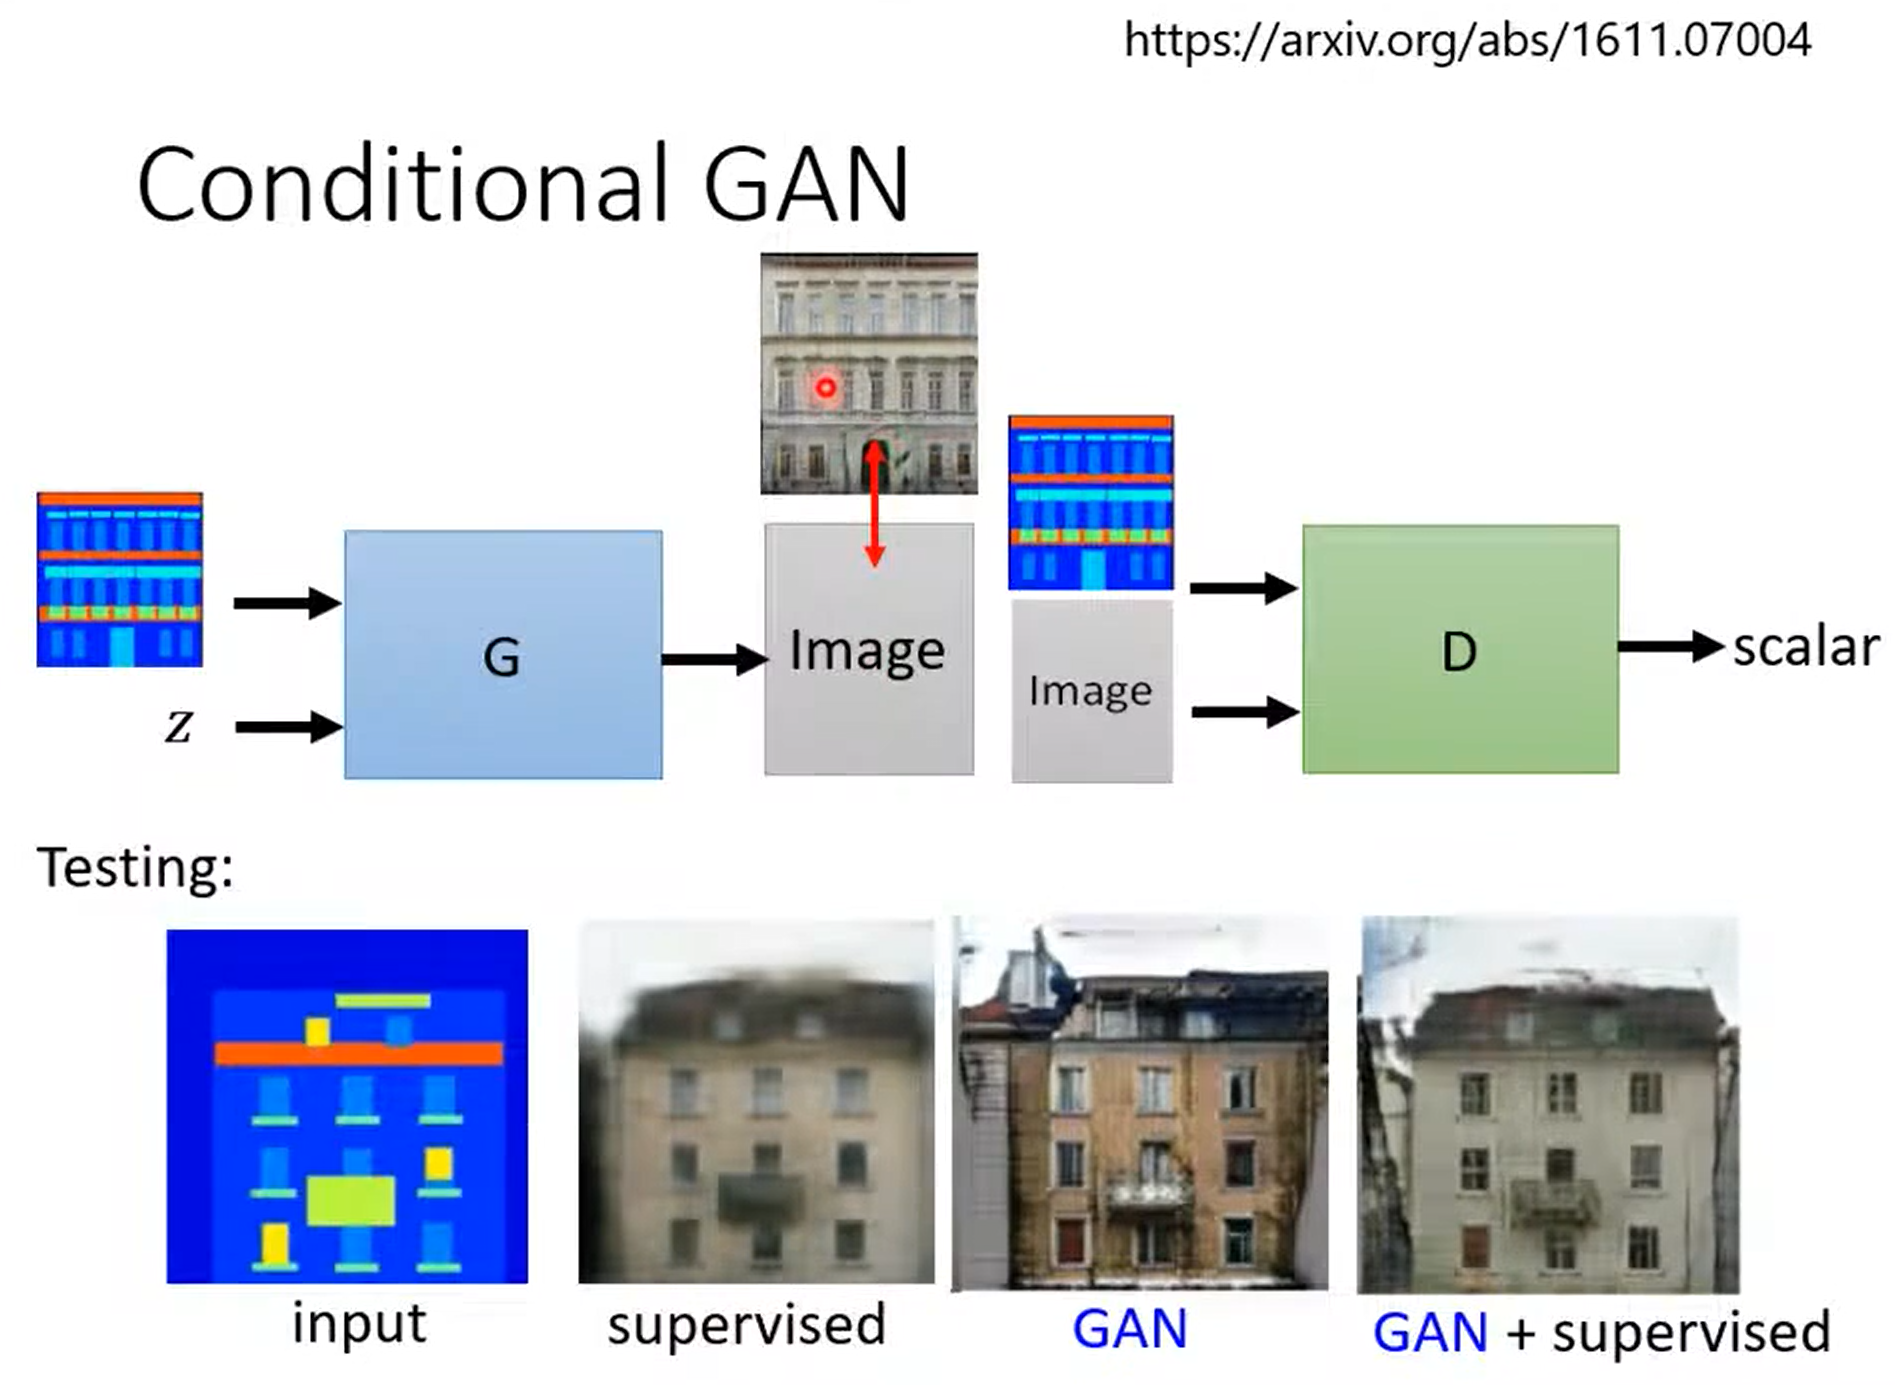 https://arxiv.org/abs/1611.07004
Conditional GAN
z
G
Image
Image
D
scalar
Testing:
input
supervised
GAN
GAN + supervised